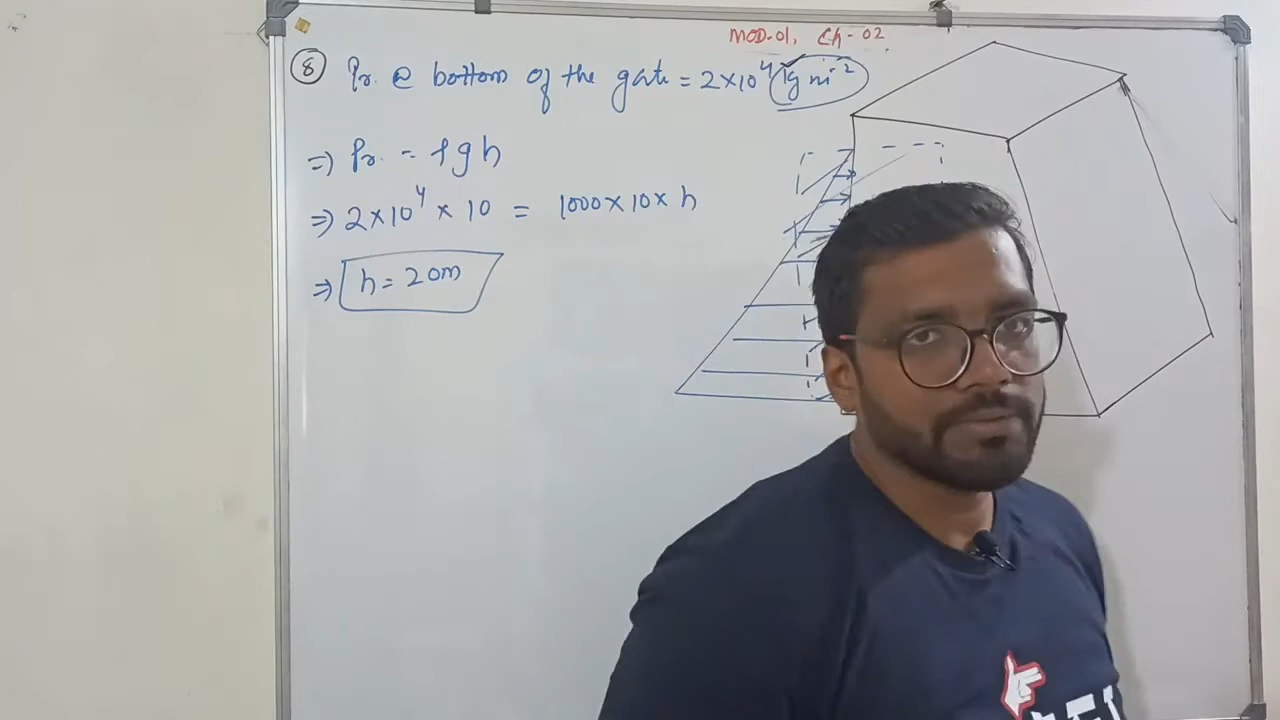 MOD-01, Ch-02
⑧ Pr. @ bottom of the gate = 2×10⁴ kg m⁻²
⇒ Pr. = ρgh
⇒ 2×10⁴ × 10 = 1000×10× h
⇒ h = 20m